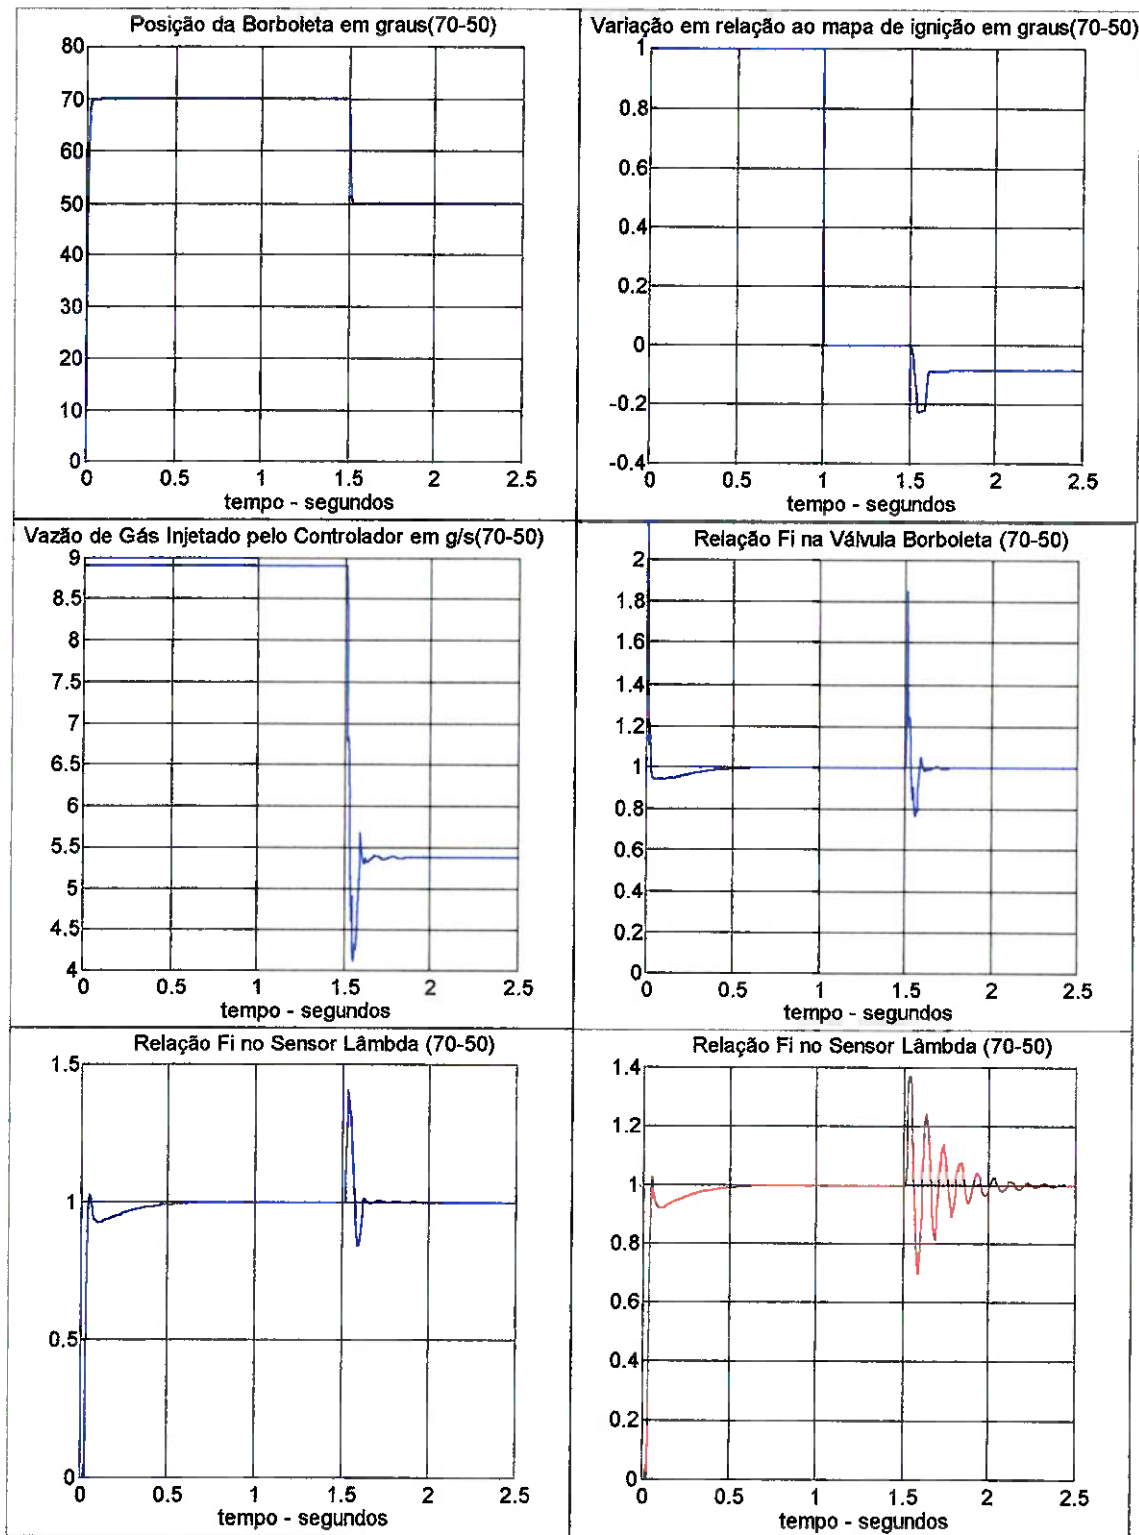 Posição da Borboleta em graus(70-50)
80
70
60
50
40
30
20
10
0
0 0.5 1 1.5 2 2.5
tempo - segundos
Variação em relação ao mapa de ignição em graus(70-50)
1
0.8
0.6
0.4
0.2
0
-0.2
-0.4
0 0.5 1 1.5 2 2.5
tempo - segundos
Vazão de Gás Injetado pelo Controlador em g/s(70-50)
9
8.5
8
7.5
7
6.5
6
5.5
5
4.5
4
0 0.5 1 1.5 2 2.5
tempo - segundos
Relação Fi na Válvula Borboleta (70-50)
2
1.8
1.6
1.4
1.2
1
0.8
0.6
0.4
0.2
0
0 0.5 1 1.5 2 2.5
tempo - segundos
Relação Fi no Sensor Lâmbda (70-50)
1.5
1
0.5
0
0 0.5 1 1.5 2 2.5
tempo - segundos
Relação Fi no Sensor Lâmbda (70-50)
1.4
1.2
1
0.8
0.6
0.4
0.2
0
0 0.5 1 1.5 2 2.5
tempo - segundos